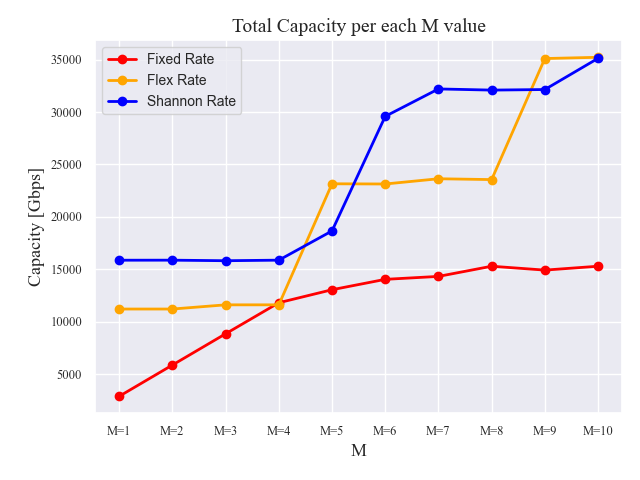 Total Capacity per each M value
Fixed Rate
Flex Rate
Shannon Rate
Capacity [Gbps]
35000
30000
25000
20000
15000
10000
5000
M=1 M=2 M=3 M=4 M=5 M=6 M=7 M=8 M=9 M=10
M